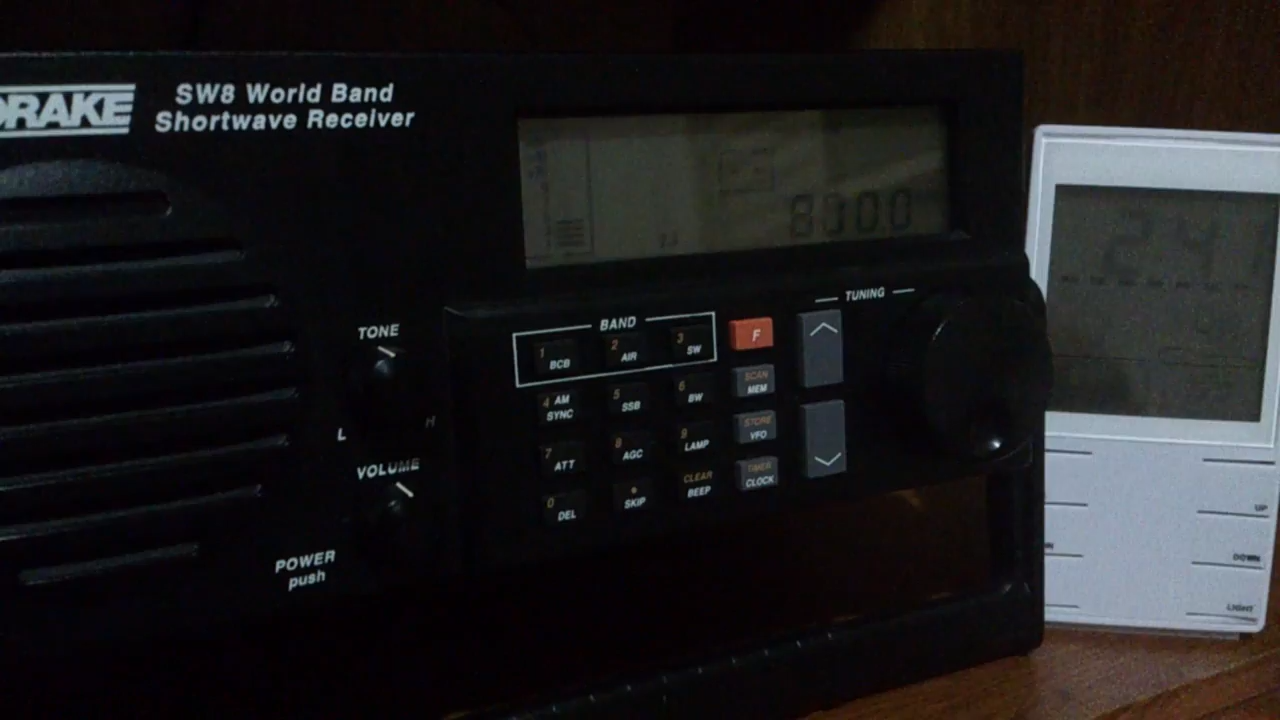 DRAKE
SW8 World Band
Shortwave Receiver
800.0
TUNING
BAND
1 BCB
2 AIR
3 SW
F
TONE
L
H
4 AM SYNC
5 SSB
6 BW
SCAN
MEM
7 ATT
8 AGC
9 LAMP
STORE
VFO
VOLUME
0 DEL
SKIP
CLEAR
BEEP
TIMER
CLOCK
POWER
push
UP
DOWN
LIGHT